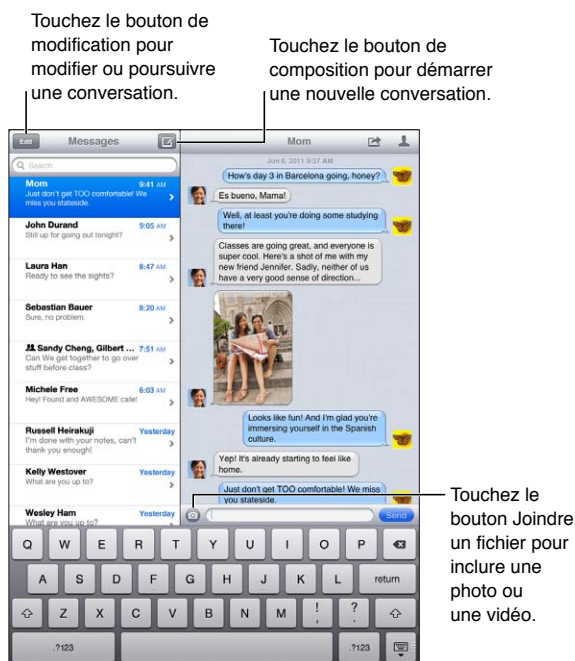 Touchez le bouton de
modification pour
modifier ou poursuivre
une conversation.
Touchez le bouton de
composition pour démarrer
une nouvelle conversation.
Edit
Messages
Search
Mom 9:41 AM
Just don't get TOO comfortable! We
miss you stateside.
John Durand 9:05 AM
Still up for going out tonight?
Laura Han 8:47 AM
Ready to see the sights?
Sebastian Bauer 8:20 AM
Sure, no problem.
Sandy Cheng, Gilbert ... 7:51 AM
Can We get together to go over
stuff before class?
Michele Free 6:03 AM
Hey! Found and AWESOME cafe!
Russell Heirakuji Yesterday
I'm done with your notes, can't
thank you enough!
Kelly Westover Yesterday
What are you up to?
Wesley Ham Yesterday
What are you up to?
Mom
Jun 6, 2011 9:37 AM
How's day 3 in Barcelona going, honey?
Es bueno, Mama!
Well, at least you're doing some studying
there!
Classes are going great, and everyone is
super cool. Here's a shot of me with my
new friend Jennifer. Sadly, neither of us
have a very good sense of direction...
Looks like fun! And I'm glad you're
immersing yourself in the Spanish
culture.
Yep! It's already starting to feel like
home.
Just don't get TOO comfortable! We miss
you stateside.
Send
Touchez le
bouton Joindre
un fichier pour
inclure une
photo ou
une vidéo.
Q W E R T Y U I O P
A S D F G H J K L return
Z X C V B N M ! , ? .
.?123 .?123